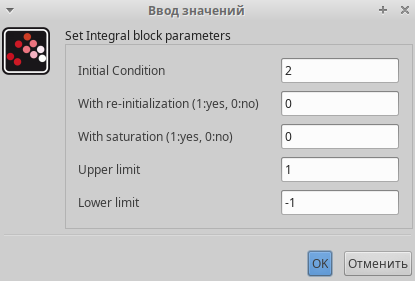 Ввод значений
Set Integral block parameters
Initial Condition 2
With re-initialization (1:yes, 0:no) 0
With saturation (1:yes, 0:no) 0
Upper limit 1
Lower limit -1
OK Отменить